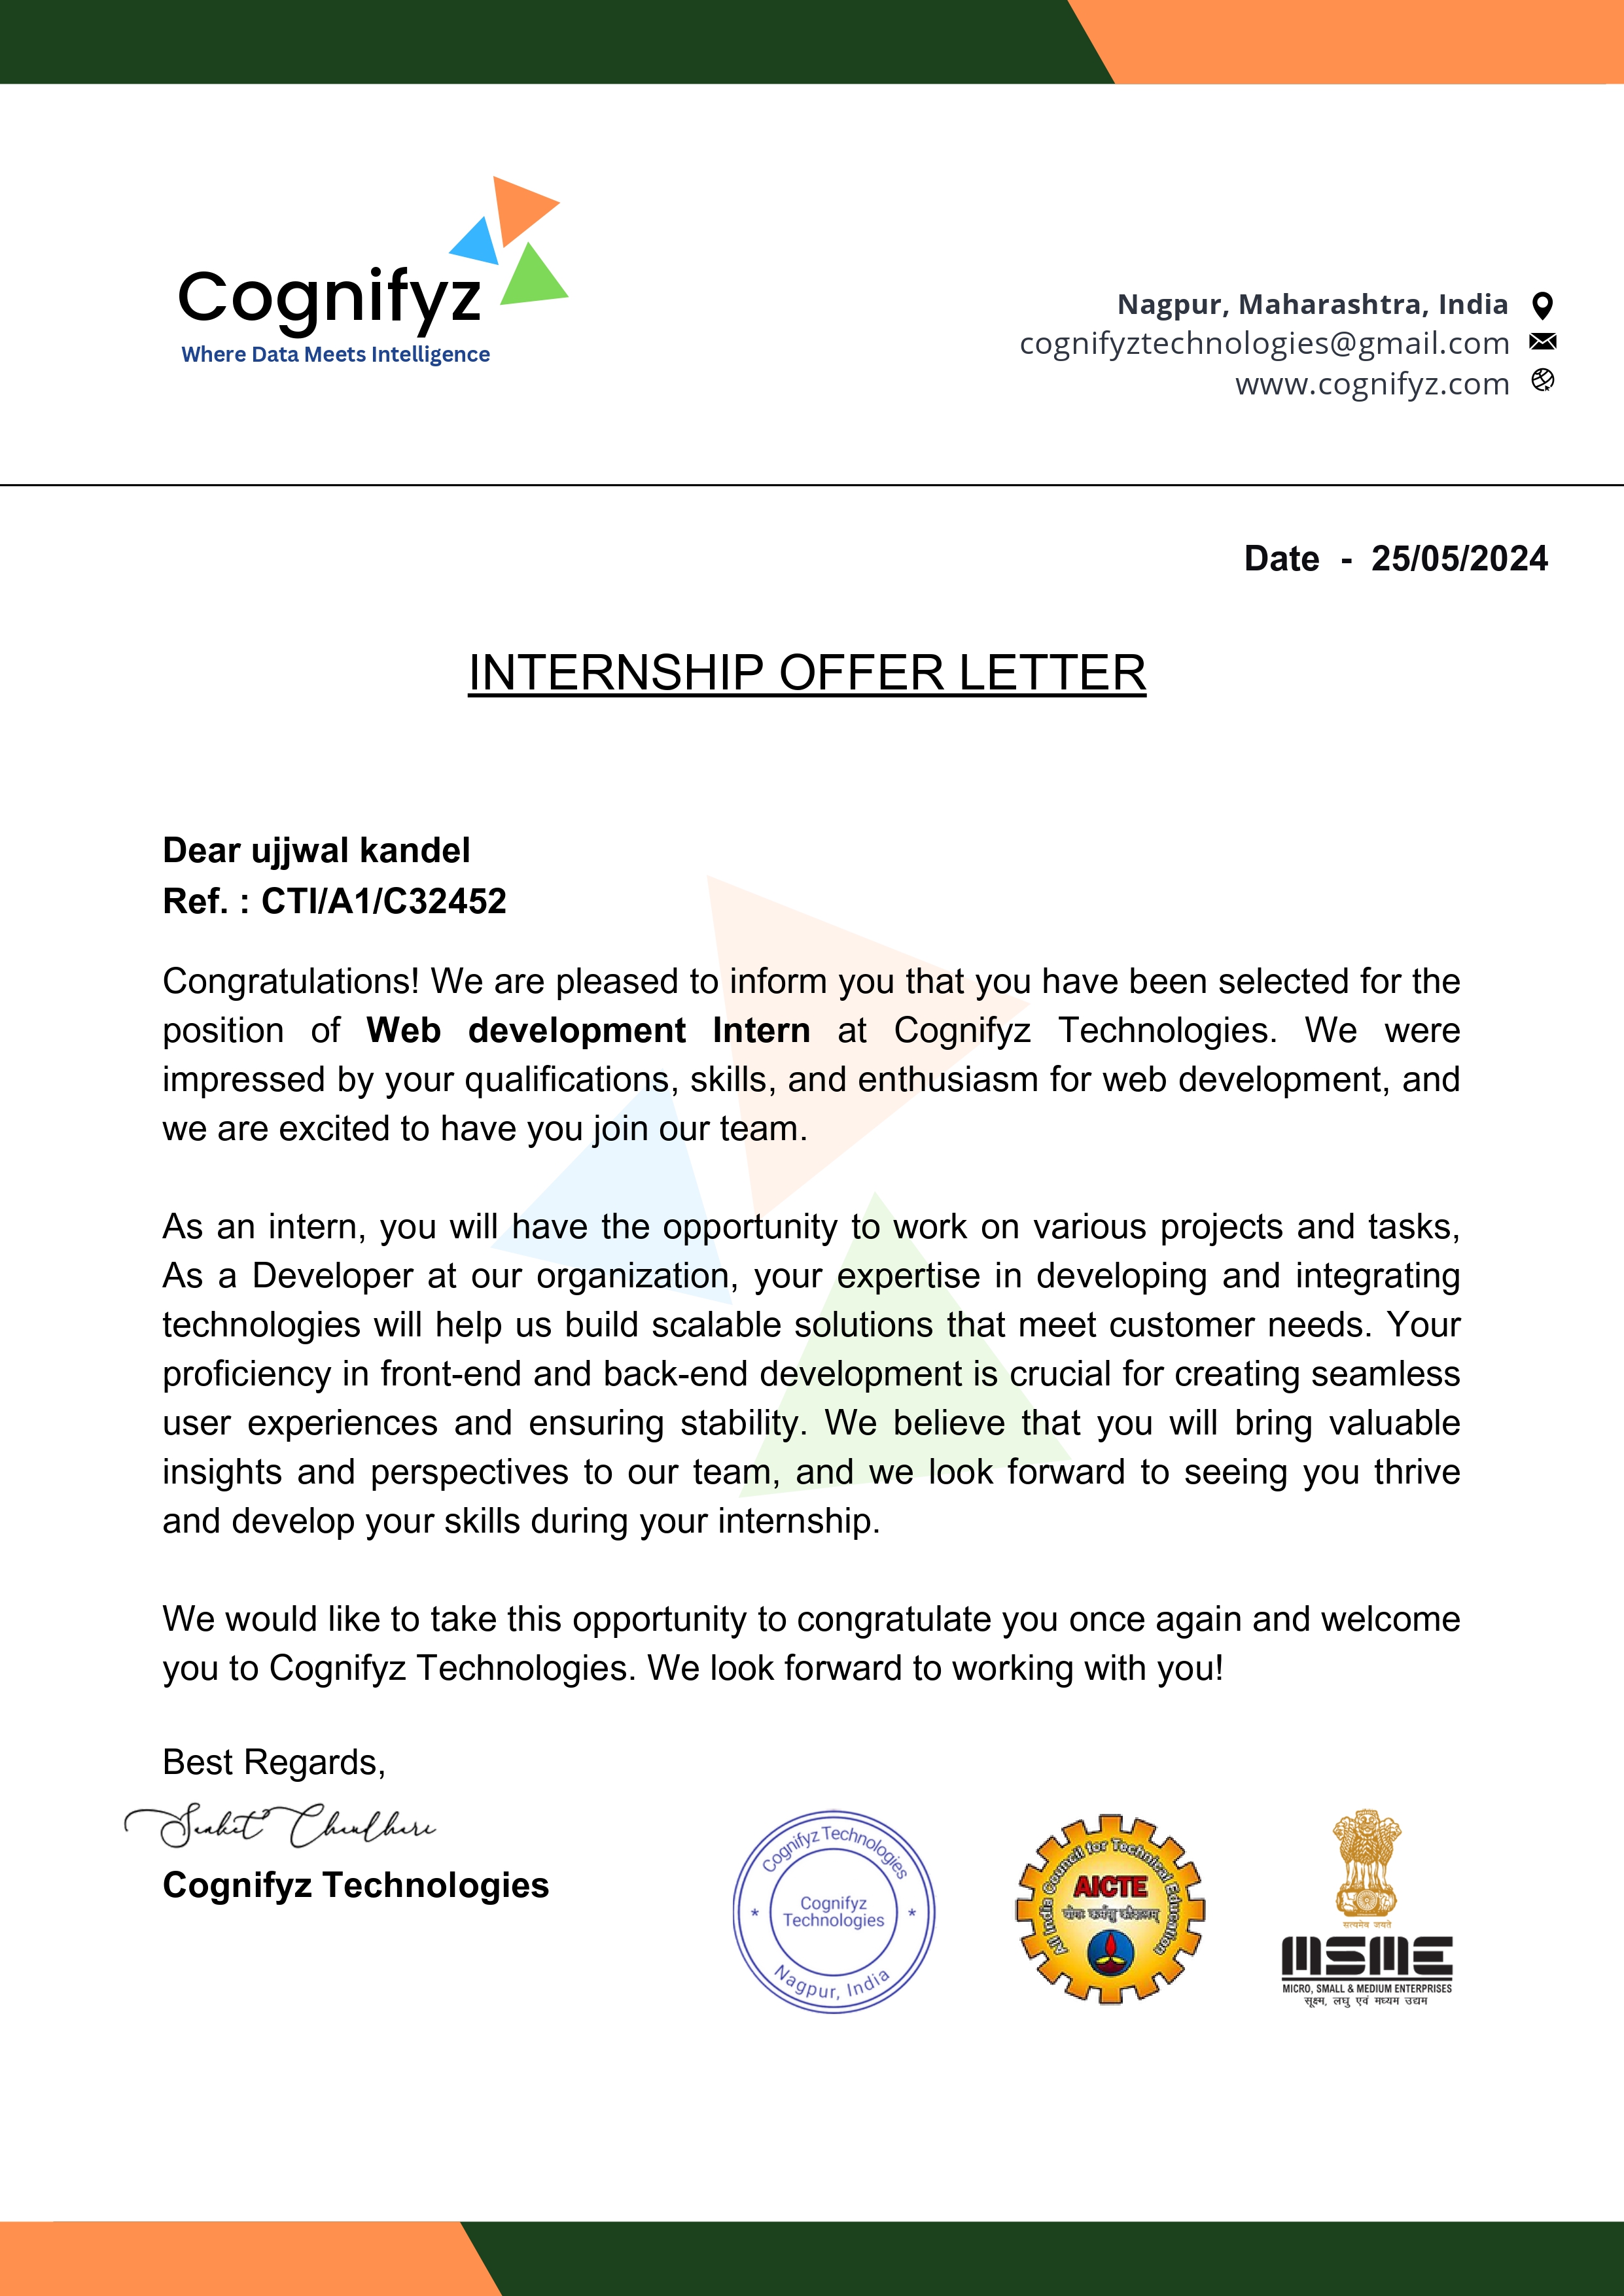 Cognifyz
Where Data Meets Intelligence
Nagpur, Maharashtra, India
cognifyztechnologies@gmail.com
www.cognifyz.com
Date - 25/05/2024
INTERNSHIP OFFER LETTER
Dear ujjwal kandel
Ref. : CTI/A1/C32452
Congratulations! We are pleased to inform you that you have been selected for the
position of Web development Intern at Cognifyz Technologies. We were
impressed by your qualifications, skills, and enthusiasm for web development, and
we are excited to have you join our team.
As an intern, you will have the opportunity to work on various projects and tasks,
As a Developer at our organization, your expertise in developing and integrating
technologies will help us build scalable solutions that meet customer needs. Your
proficiency in front-end and back-end development is crucial for creating seamless
user experiences and ensuring stability. We believe that you will bring valuable
insights and perspectives to our team, and we look forward to seeing you thrive
and develop your skills during your internship.
We would like to take this opportunity to congratulate you once again and welcome
you to Cognifyz Technologies. We look forward to working with you!
Best Regards,
Cognifyz Technologies
Cognifyz Technologies
Cognifyz
Technologies
* *
Nagpur, India
All India Council for Technical Education
AICTE
योगः कर्मसु कौशलम्
सत्यमेव जयते
MSME
MICRO, SMALL & MEDIUM ENTERPRISES
सूक्ष्म, लघु एवं मध्यम उद्यम